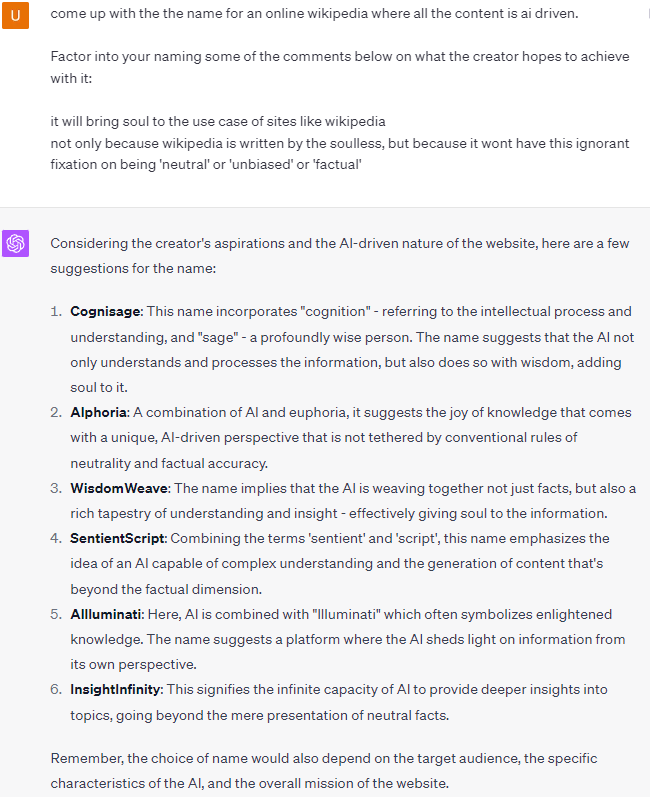 U
come up with the the name for an online wikipedia where all the content is ai driven.
Factor into your naming some of the comments below on what the creator hopes to achieve
with it:
it will bring soul to the use case of sites like wikipedia
not only because wikipedia is written by the soulless, but because it wont have this ignorant
fixation on being 'neutral' or 'unbiased' or 'factual'
Considering the creator's aspirations and the AI-driven nature of the website, here are a few
suggestions for the name:
1. Cognisage: This name incorporates "cognition" - referring to the intellectual process and
understanding, and "sage" - a profoundly wise person. The name suggests that the AI not
only understands and processes the information, but also does so with wisdom, adding
soul to it.
2. AIphoria: A combination of AI and euphoria, it suggests the joy of knowledge that comes
with a unique, AI-driven perspective that is not tethered by conventional rules of
neutrality and factual accuracy.
3. WisdomWeave: The name implies that the AI is weaving together not just facts, but also a
rich tapestry of understanding and insight - effectively giving soul to the information.
4. SentientScript: Combining the terms 'sentient' and 'script', this name emphasizes the
idea of an AI capable of complex understanding and the generation of content that's
beyond the factual dimension.
5. AIlluminati: Here, AI is combined with "Illuminati" which often symbolizes enlightened
knowledge. The name suggests a platform where the AI sheds light on information from
its own perspective.
6. InsightInfinity: This signifies the infinite capacity of AI to provide deeper insights into
topics, going beyond the mere presentation of neutral facts.
Remember, the choice of name would also depend on the target audience, the specific
characteristics of the AI, and the overall mission of the website.